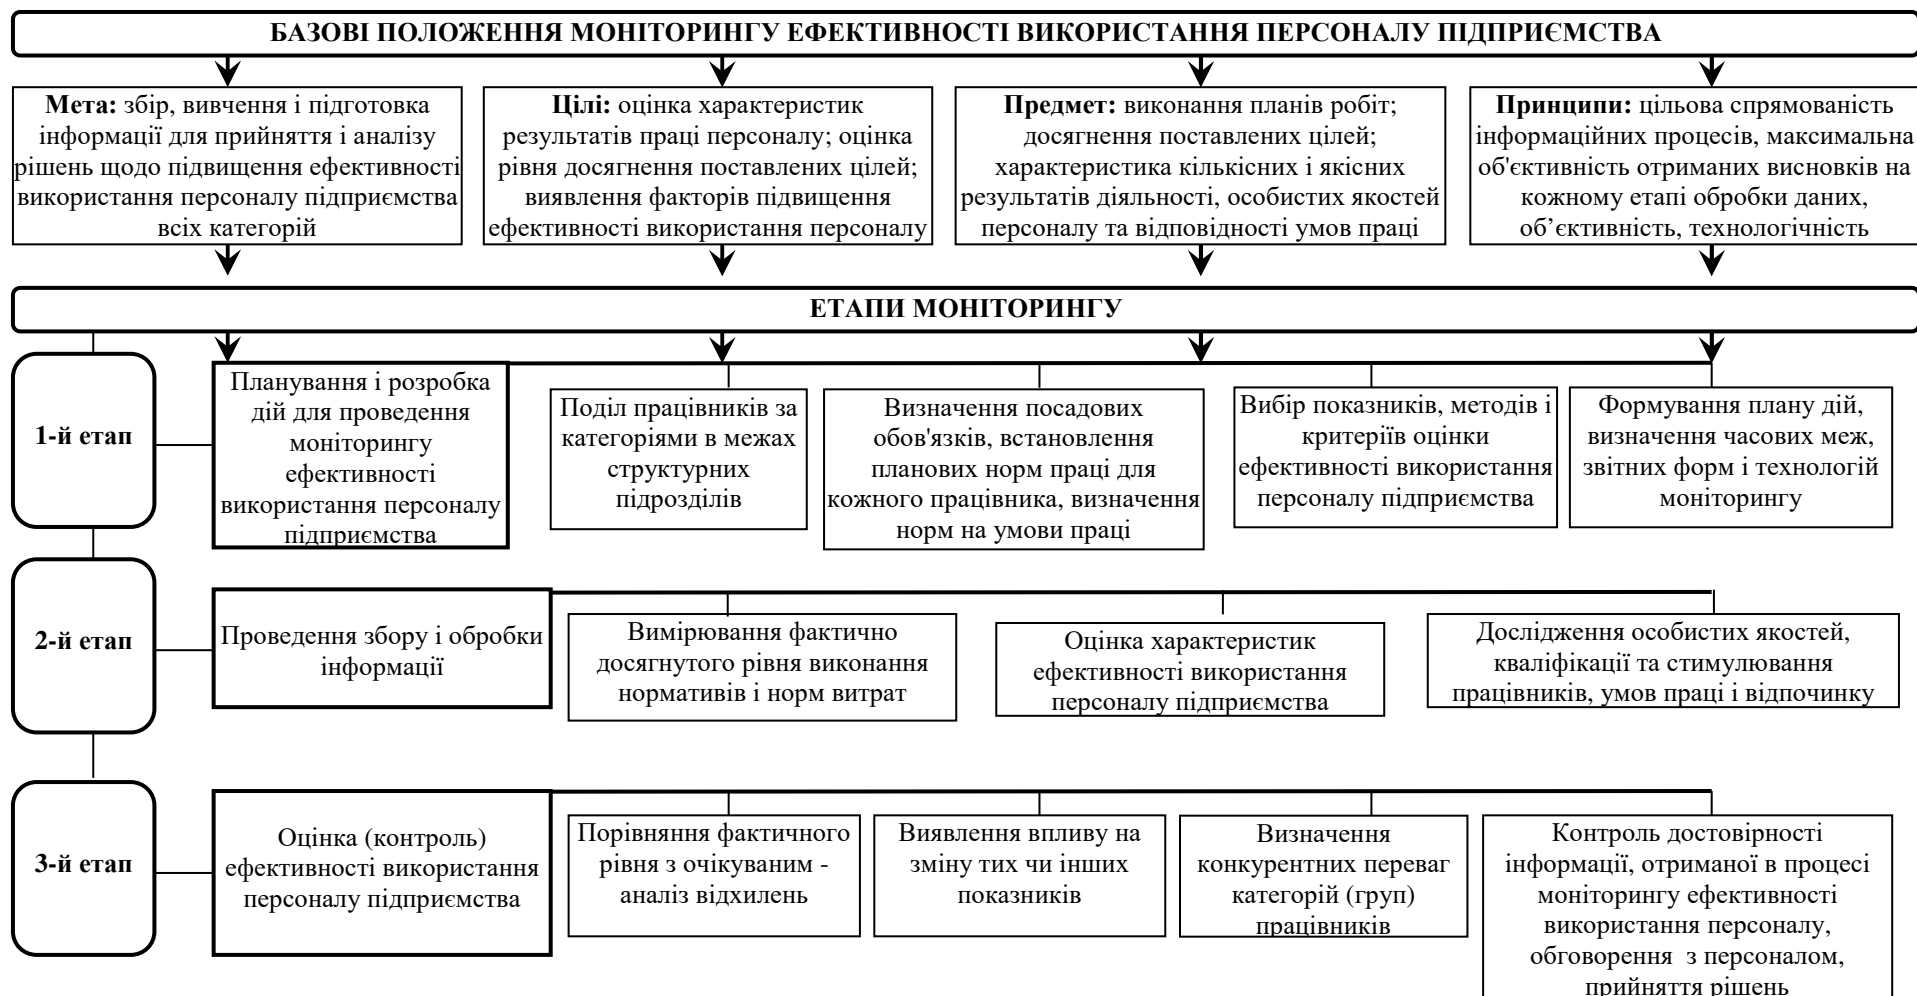 БАЗОВІ ПОЛОЖЕННЯ МОНІТОРИНГУ ЕФЕКТИВНОСТІ ВИКОРИСТАННЯ ПЕРСОНАЛУ ПІДПРИЄМСТВА
Мета: збір, вивчення і підготовка
інформації для прийняття і аналізу
рішень щодо підвищення ефективності
використання персоналу підприємства
всіх категорій
Цілі: оцінка характеристик
результатів праці персоналу; оцінка
рівня досягнення поставлених цілей;
виявлення факторів підвищення
ефективності використання персоналу
Предмет: виконання планів робіт;
досягнення поставлених цілей;
характеристика кількісних і якісних
результатів діяльності, особистих якостей
персоналу та відповідності умов праці
Принципи: цільова спрямованість
інформаційних процесів, максимальна
об'єктивність отриманих висновків на
кожному етапі обробки даних,
об’єктивність, технологічність
ЕТАПИ МОНІТОРИНГУ
1-й етап
Планування і розробка
дій для проведення
моніторингу
ефективності
використання персоналу
підприємства
Поділ працівників за
категоріями в межах
структурних
підрозділів
Визначення посадових
обов'язків, встановлення
планових норм праці для
кожного працівника, визначення
норм на умови праці
Вибір показників, методів і
критеріїв оцінки
ефективності використання
персоналу підприємства
Формування плану дій,
визначення часових меж,
звітних форм і технологій
моніторингу
2-й етап
Проведення збору і обробки
інформації
Вимірювання фактично
досягнутого рівня виконання
нормативів і норм витрат
Оцінка характеристик
ефективності використання
персоналу підприємства
Дослідження особистих якостей,
кваліфікації та стимулювання
працівників, умов праці і відпочинку
3-й етап
Оцінка (контроль)
ефективності використання
персоналу підприємства
Порівняння фактичного
рівня з очікуваним -
аналіз відхилень
Виявлення впливу на
зміну тих чи інших
показників
Визначення
конкурентних переваг
категорій (груп)
працівників
Контроль достовірності
інформації, отриманої в процесі
моніторингу ефективності
використання персоналу,
обговорення з персоналом,
прийняття рішень